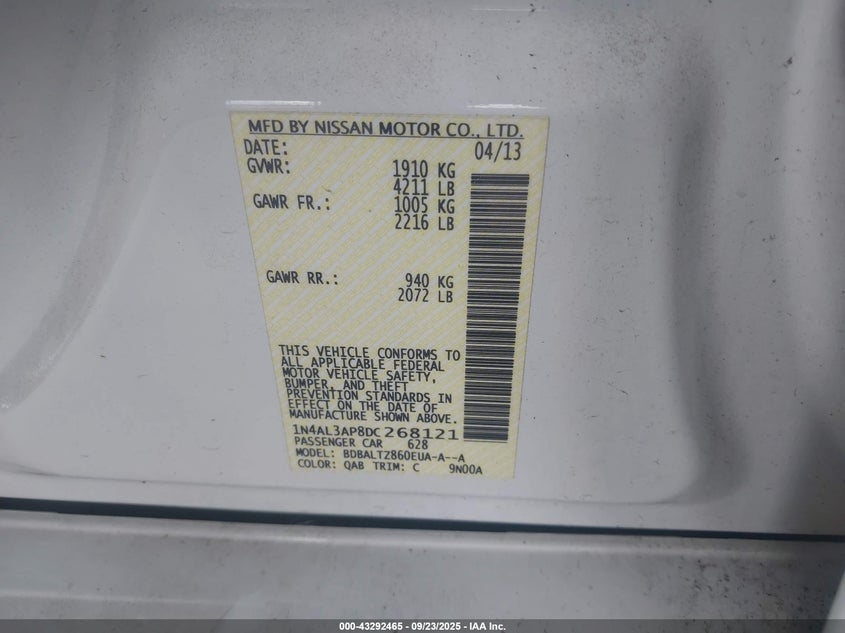 MFD BY NISSAN MOTOR CO., LTD.
DATE: 04/13
GVWR: 1910 KG
4211 LB
GAWR FR.: 1005 KG
2216 LB
GAWR RR.: 940 KG
2072 LB
THIS VEHICLE CONFORMS TO
ALL APPLICABLE FEDERAL
MOTOR VEHICLE SAFETY,
BUMPER, AND THEFT
PREVENTION STANDARDS IN
EFFECT ON THE DATE OF
MANUFACTURE SHOWN ABOVE.
1N4AL3AP8DC268121
PASSENGER CAR 628
MODEL: BDBALTZ860EUA-A--A
COLOR: QAB TRIM: C 9N00A
000-43292465 - 09/23/2025 - IAA Inc.